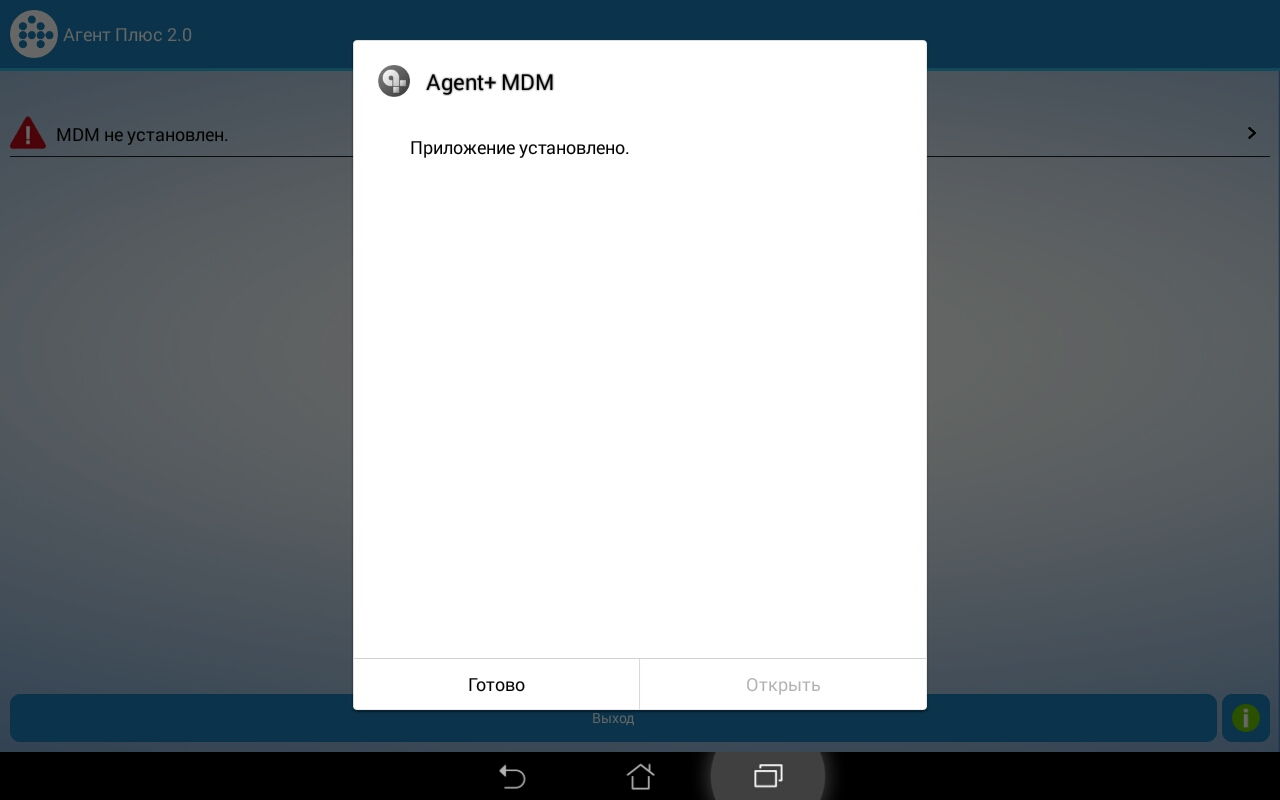 Агент Плюс 2.0
Agent+ MDM
MDM не установлен.
Приложение установлено.
Готово
Открыть
Выход